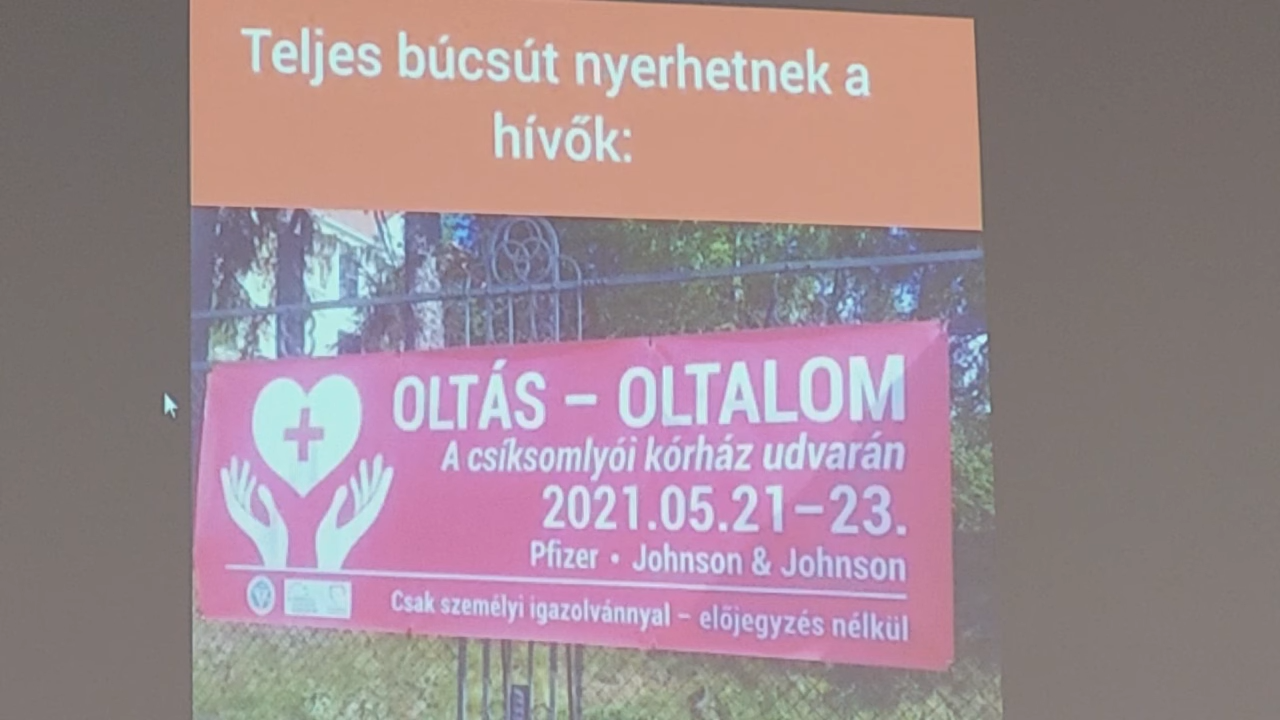 Teljes búcsút nyerhetnek a
hívők:
OLTÁS – OLTALOM
A csíksomlyói kórház udvarán
2021.05.21–23.
Pfizer • Johnson & Johnson
Csak személyi igazolvánnyal – előjegyzés nélkül